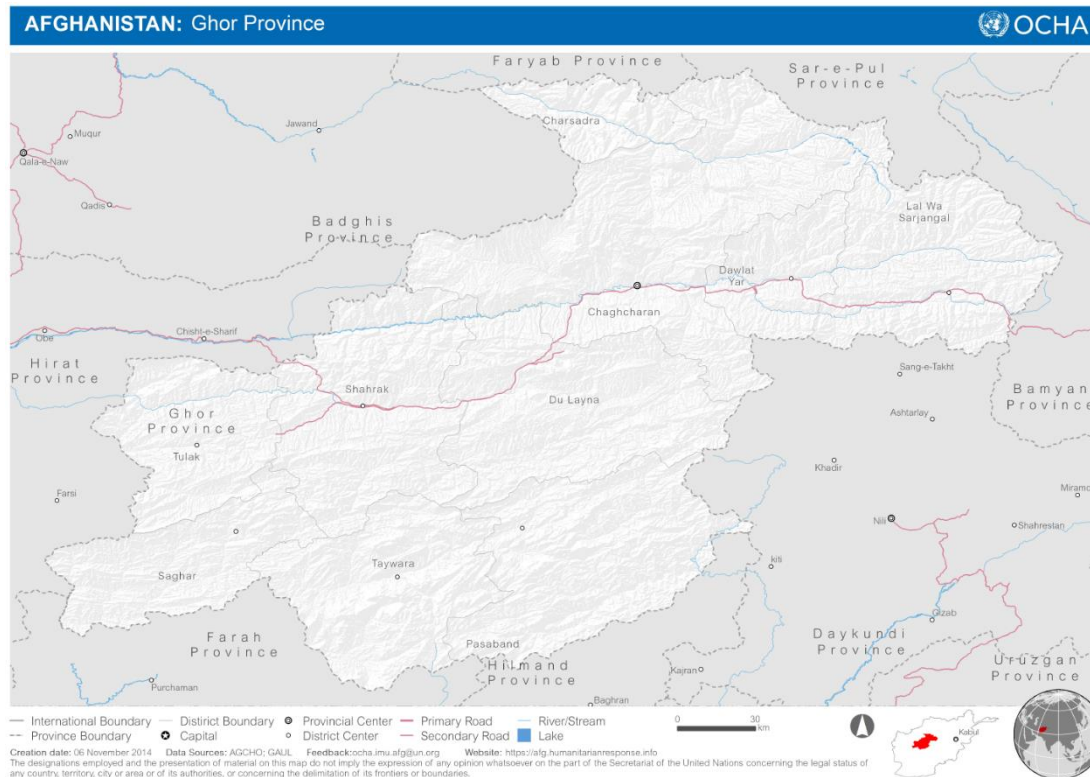 AFGHANISTAN: Ghor Province
OCHA
Faryab Province
Sar-e-Pul
Province
Charsadra
Jawand
Muqur
Qala-e-Naw
Qadis
Badghis
Province
Lal Wa
Sarjangal
Dawlat
Yar
Chaghcharan
Chisht-e-Sharif
Obe
Hirat
Province
Shahrak
Sang-e-Takht
Bamyan
Province
Du Layna
Ghor
Province
Ashtarlay
Tulak
Khadir
Farsi
Miramo
Nili
Shahrestan
Saghar
Taywara
kiti
Gizab
Farah
Province
Pasaband
Daykundi
Province
Hilmand
Province
Uruzgan
Province
Kajran
Purchaman
Baghran
International Boundary
District Boundary
Provincial Center
Primary Road
River/Stream
Province Boundary
Capital
District Center
Secondary Road
Lake
0 30
km
Kabul
Creation date: 06 November 2014 Data Sources: AGCHO; GAUL Feedback:ocha.imu.afg@un.org Website: https://afg.humanitarianresponse.info
The designations employed and the presentation of material on this map do not imply the expression of any opinion whatsoever on the part of the Secretariat of the United Nations concerning the legal status of
any country, territory, city or area or of its authorities, or concerning the delimitation of its frontiers or boundaries.